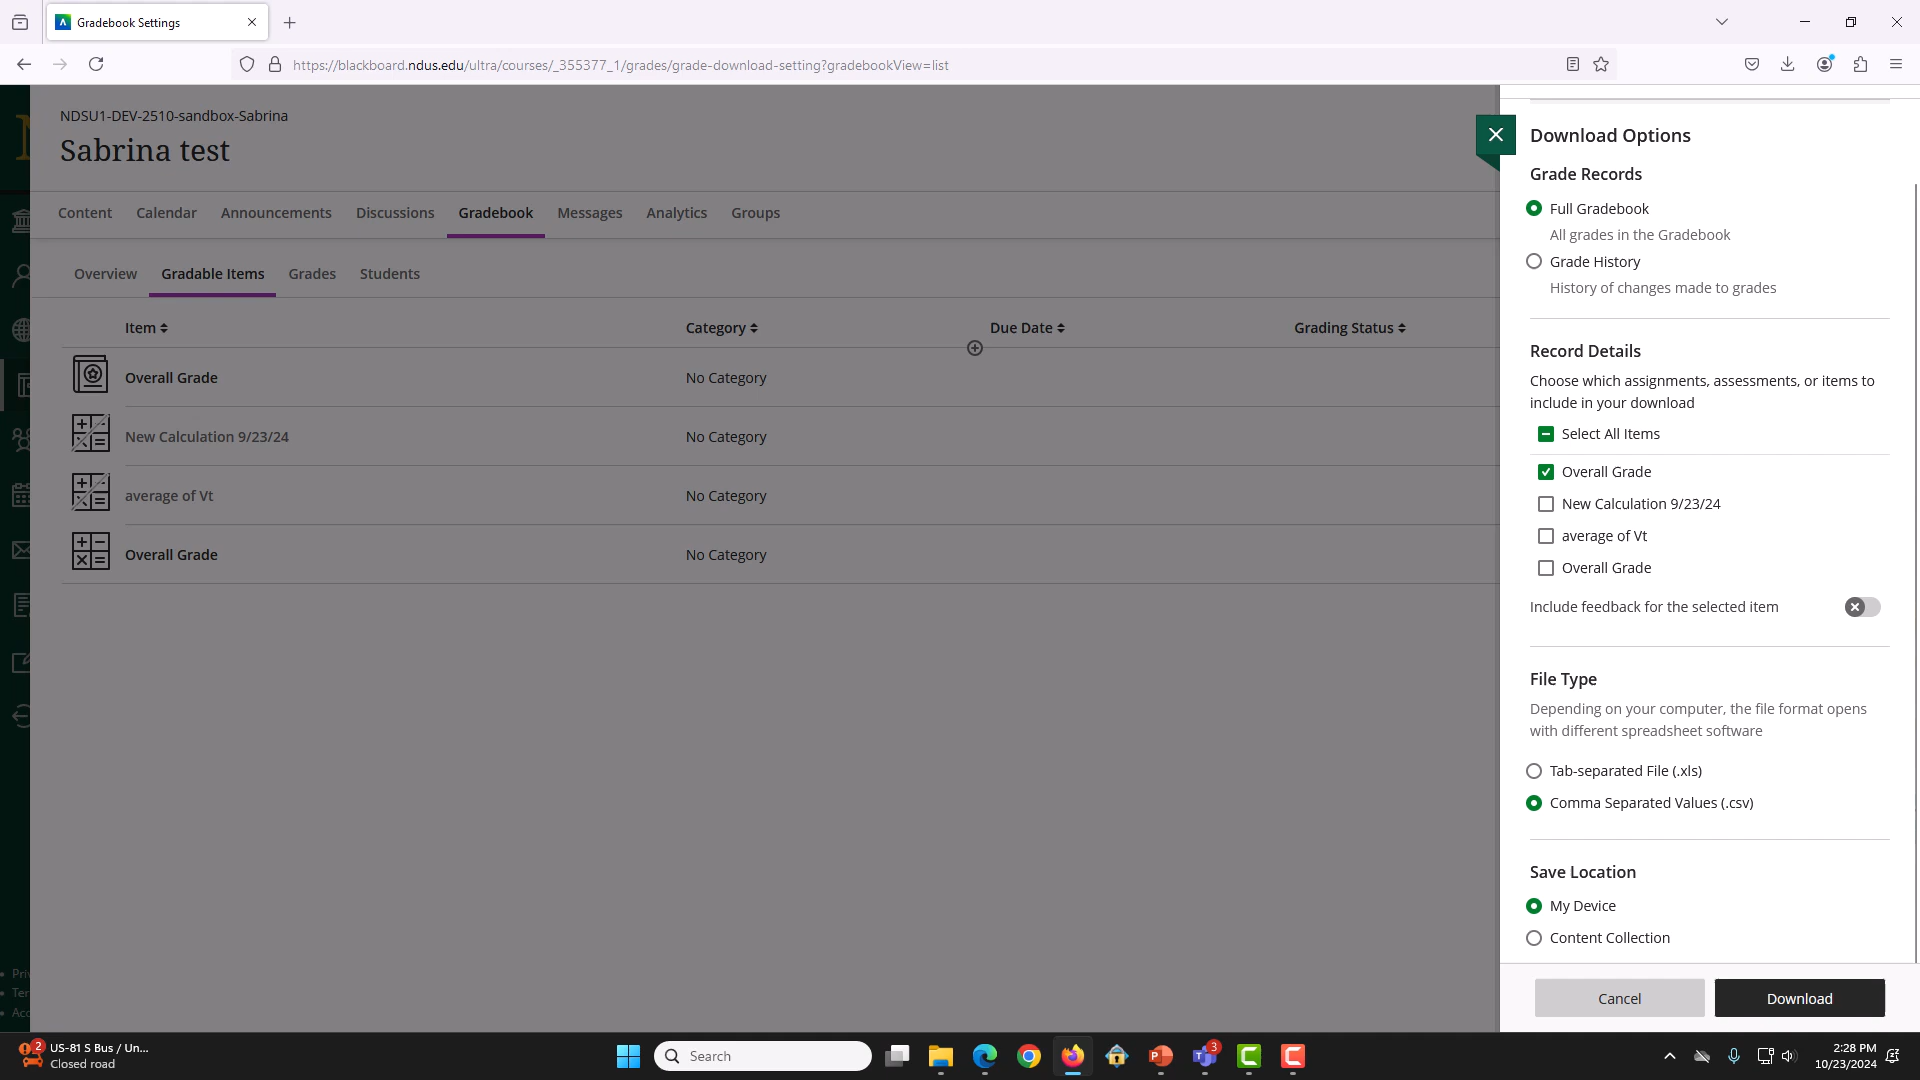 Gradebook Settings
https://blackboard.ndus.edu/ultra/courses/_355377_1/grades/grade-download-setting?gradebookView=list
NDSU1-DEV-2510-sandbox-Sabrina
Sabrina test
Content Calendar Announcements Discussions Gradebook Messages Analytics Groups
Overview Gradable Items Grades Students
Item Category Due Date Grading Status
Overall Grade No Category
New Calculation 9/23/24 No Category
average of Vt No Category
Overall Grade No Category
Download Options
Grade Records
Full Gradebook
All grades in the Gradebook
Grade History
History of changes made to grades
Record Details
Choose which assignments, assessments, or items to
include in your download
Select All Items
Overall Grade
New Calculation 9/23/24
average of Vt
Overall Grade
Include feedback for the selected item
File Type
Depending on your computer, the file format opens
with different spreadsheet software
Tab-separated File (.xls)
Comma Separated Values (.csv)
Save Location
My Device
Content Collection
Cancel Download
Pri
Ter
Acc
2
US-81 S Bus / Un...
Closed road
Search
3
2:28 PM
10/23/2024